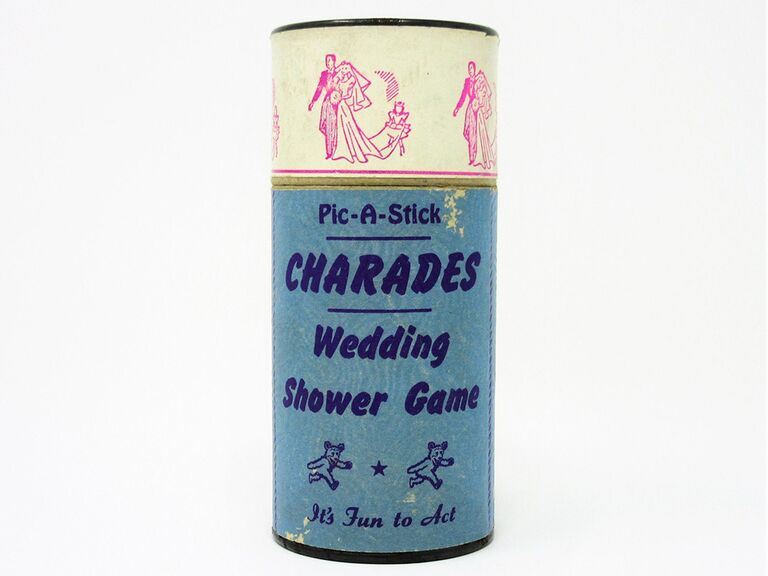 Pic-A-Stick
CHARADES
Wedding
Shower Game
It's Fun to Act